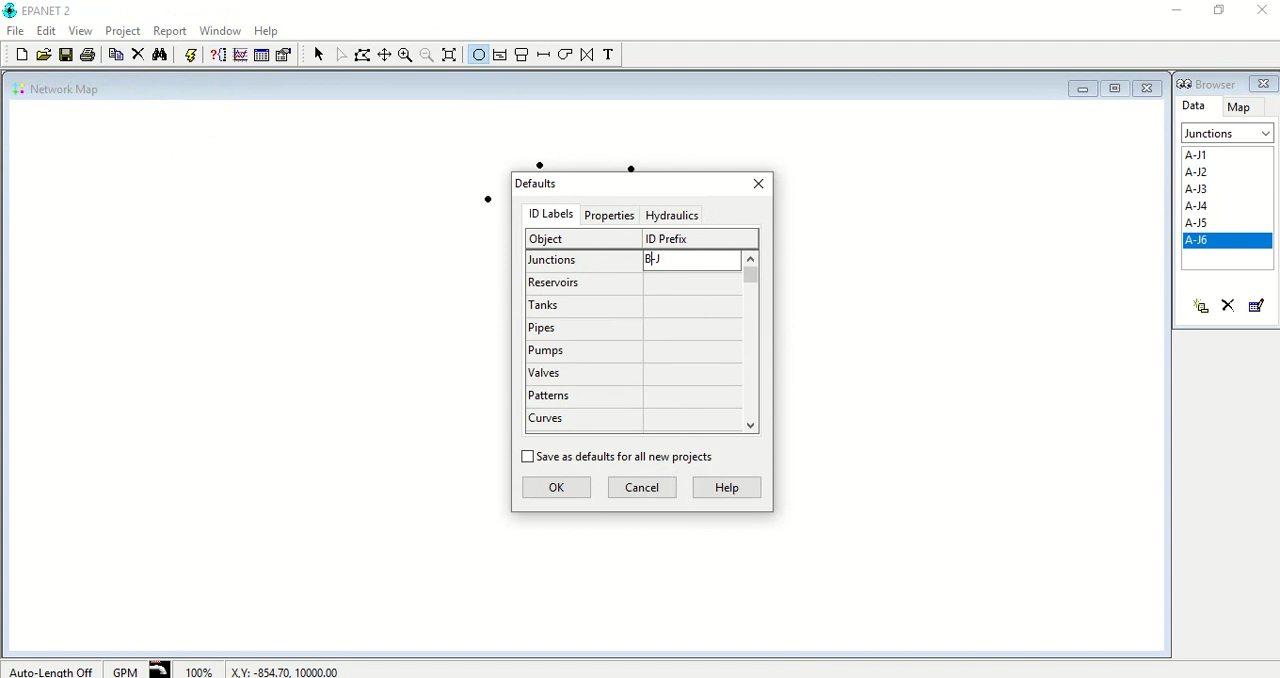 EPANET 2
File Edit View Project Report Window Help
Network Map
Browser
Data Map
Junctions
A-J1
A-J2
A-J3
A-J4
A-J5
A-J6
Defaults
ID Labels Properties Hydraulics
Object ID Prefix
Junctions B-J
Reservoirs
Tanks
Pipes
Pumps
Valves
Patterns
Curves
Save as defaults for all new projects
OK Cancel Help
Auto-Length Off GPM 100% X,Y: -854.70, 10000.00